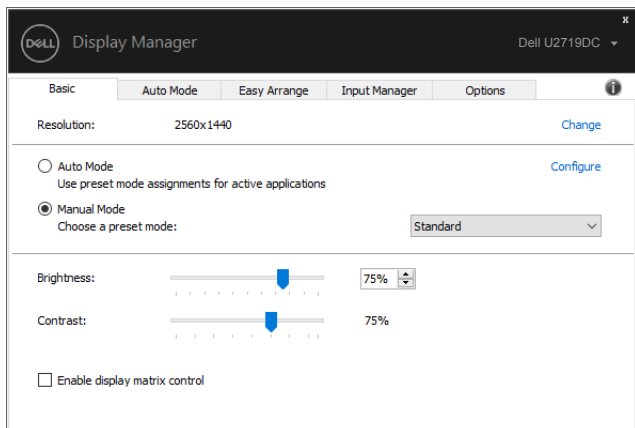 x
DELL Display Manager Dell U2719DC
Basic Auto Mode Easy Arrange Input Manager Options i
Resolution: 2560x1440 Change
Auto Mode Configure
Use preset mode assignments for active applications
Manual Mode
Choose a preset mode: Standard
Brightness: 75%
Contrast: 75%
Enable display matrix control